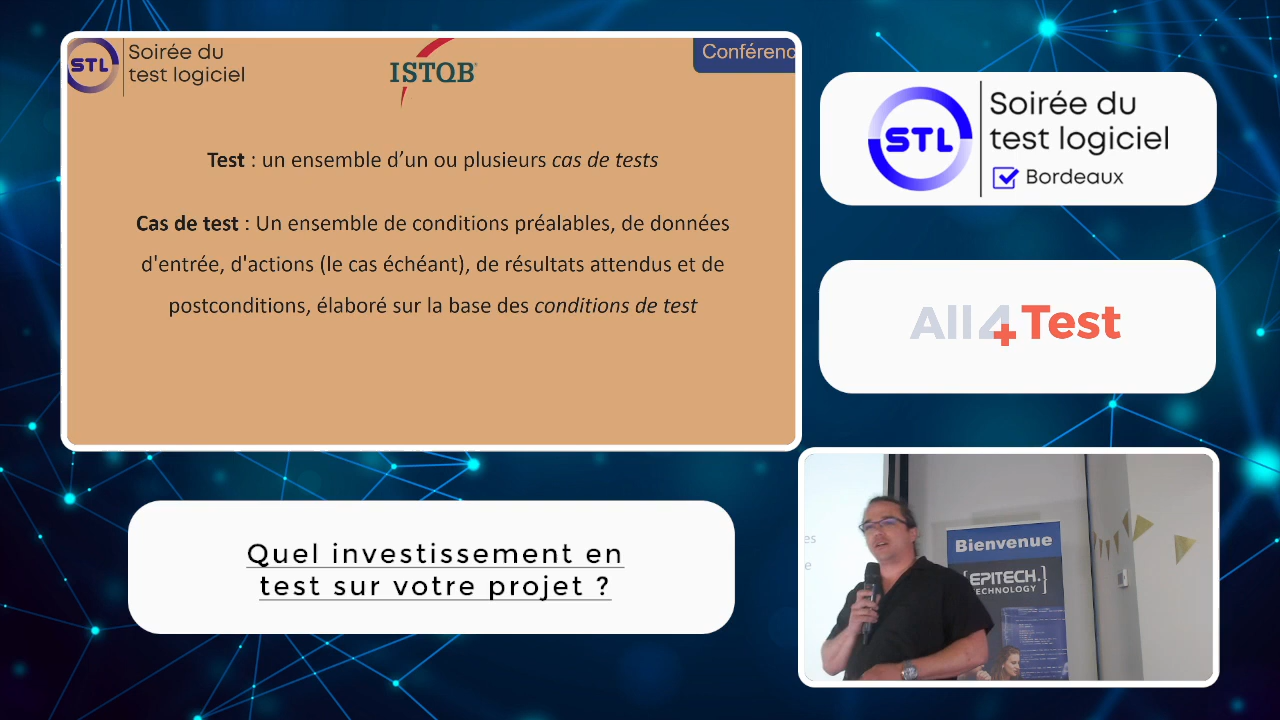 STL
Soirée du
test logiciel
ISTQB
Conférenc
Test : un ensemble d’un ou plusieurs cas de tests
Cas de test : Un ensemble de conditions préalables, de données
d'entrée, d'actions (le cas échéant), de résultats attendus et de
postconditions, élaboré sur la base des conditions de test
STL
Soirée du
test logiciel
Bordeaux
All4Test
Quel investissement en
test sur votre projet ?
es
e
Bienvenue
{EPITECH.}
TECHNOLOGY